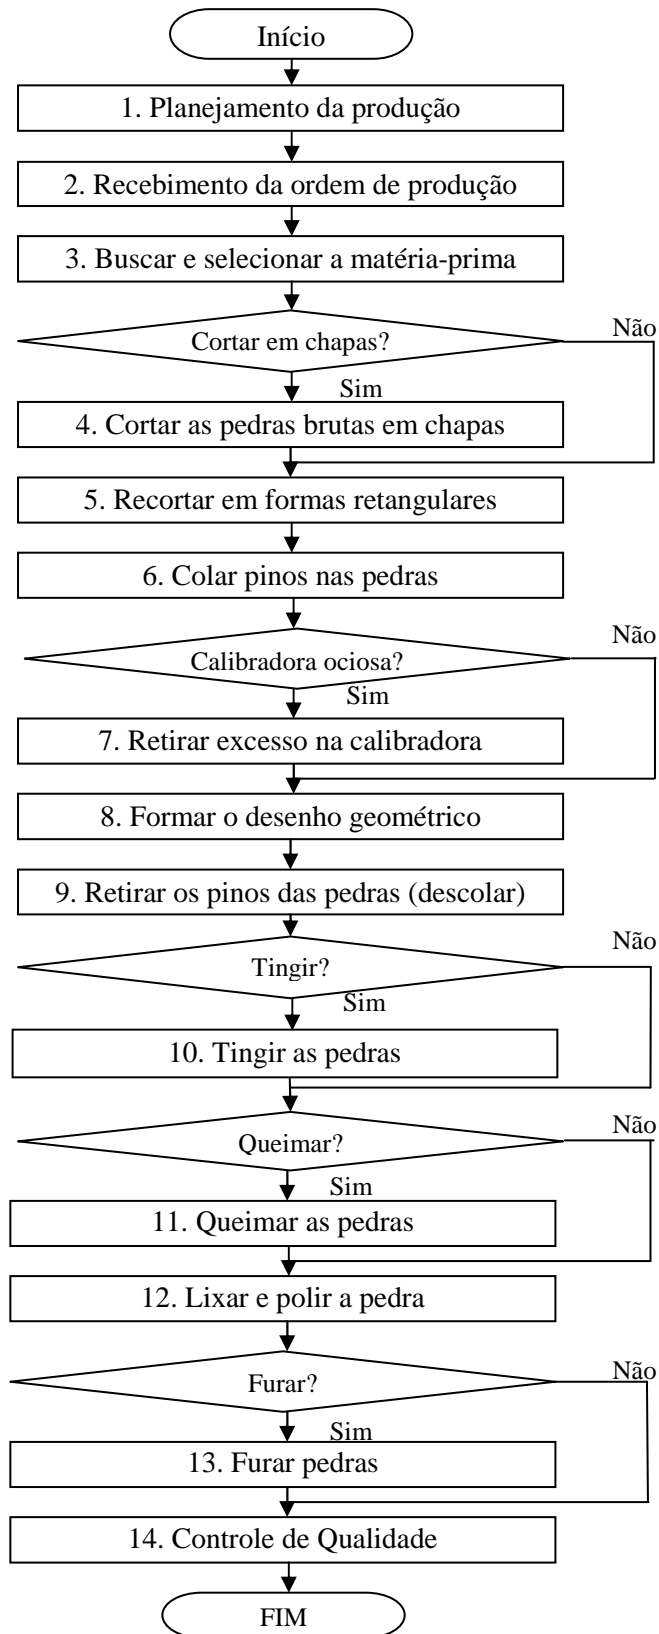 Início
1. Planejamento da produção
2. Recebimento da ordem de produção
3. Buscar e selecionar a matéria-prima
Não
Cortar em chapas?
Sim
4. Cortar as pedras brutas em chapas
5. Recortar em formas retangulares
6. Colar pinos nas pedras
Não
Calibradora ociosa?
Sim
7. Retirar excesso na calibradora
8. Formar o desenho geométrico
9. Retirar os pinos das pedras (descolar)
Não
Tingir?
Sim
10. Tingir as pedras
Não
Queimar?
Sim
11. Queimar as pedras
12. Lixar e polir a pedra
Não
Furar?
Sim
13. Furar pedras
14. Controle de Qualidade
FIM